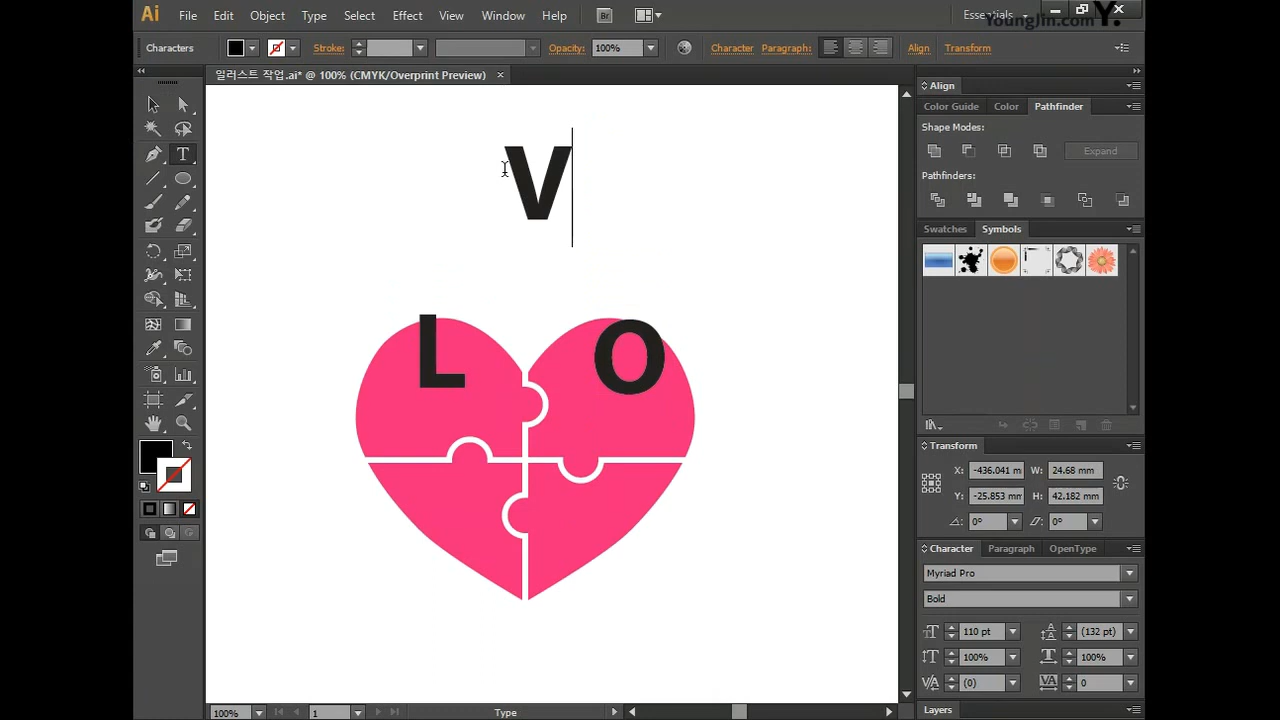 Ai File Edit Object Type Select Effect View Window Help Br Essentials
YoungJin.com Y.
Characters Stroke: Opacity: 100% Character Paragraph: Align Transform
일러스트 작업.ai* @ 100% (CMYK/Overprint Preview) ×
Align
Color Guide Color Pathfinder
Shape Modes:
Expand
Pathfinders:
Swatches Symbols
V
L O
T
Transform
X: -436.041 m W: 24.68 mm
Y: -25.853 mm H: 42.182 mm
0° 0°
Character Paragraph OpenType
Myriad Pro
Bold
110 pt (132 pt)
100% 100%
(0) 0
Layers
100% 1 Type